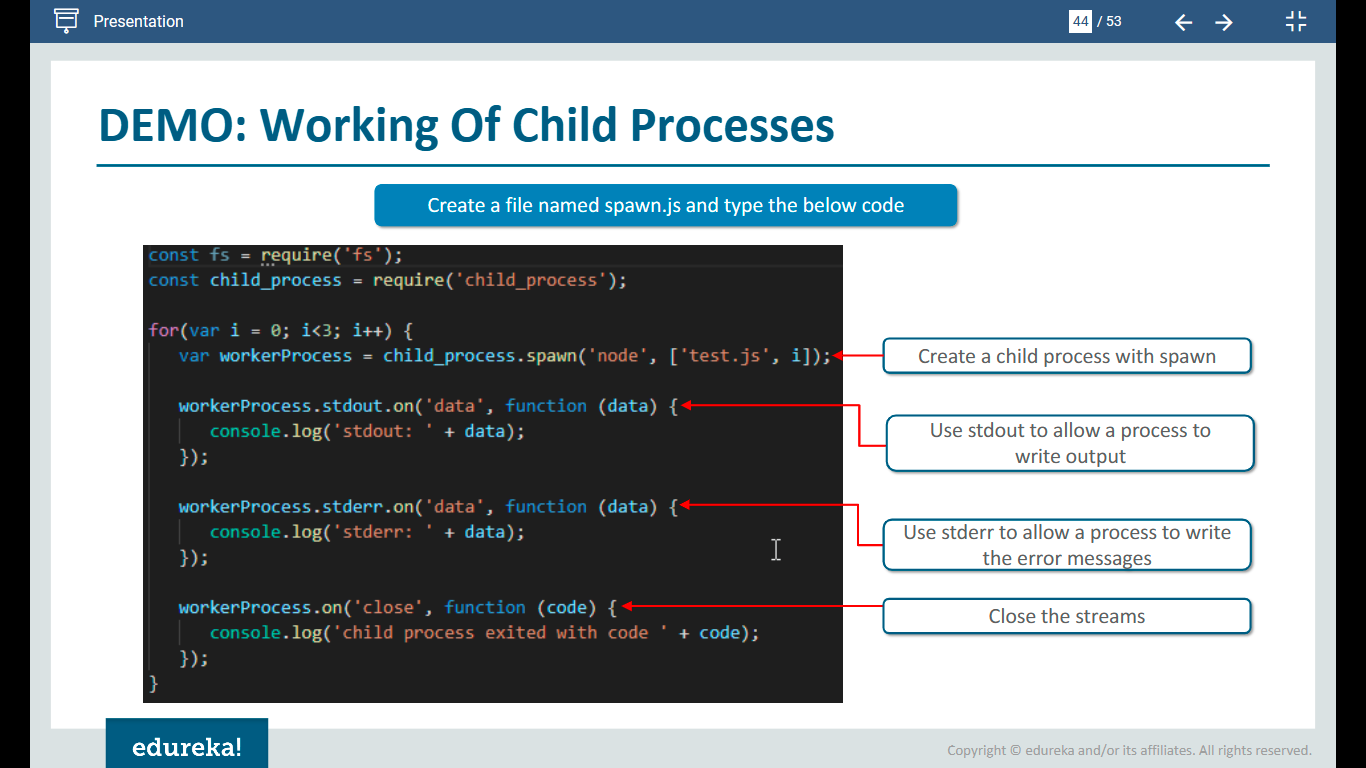 Presentation
44 / 53
DEMO: Working Of Child Processes
Create a file named spawn.js and type the below code
const fs = require('fs');
const child_process = require('child_process');
for(var i = 0; i<3; i++) {
var workerProcess = child_process.spawn('node', ['test.js', i]);
workerProcess.stdout.on('data', function (data) {
console.log('stdout: ' + data);
});
workerProcess.stderr.on('data', function (data) {
console.log('stderr: ' + data);
});
workerProcess.on('close', function (code) {
console.log('child process exited with code ' + code);
});
}
Create a child process with spawn
Use stdout to allow a process to
write output
Use stderr to allow a process to write
the error messages
Close the streams
edureka!
Copyright © edureka and/or its affiliates. All rights reserved.